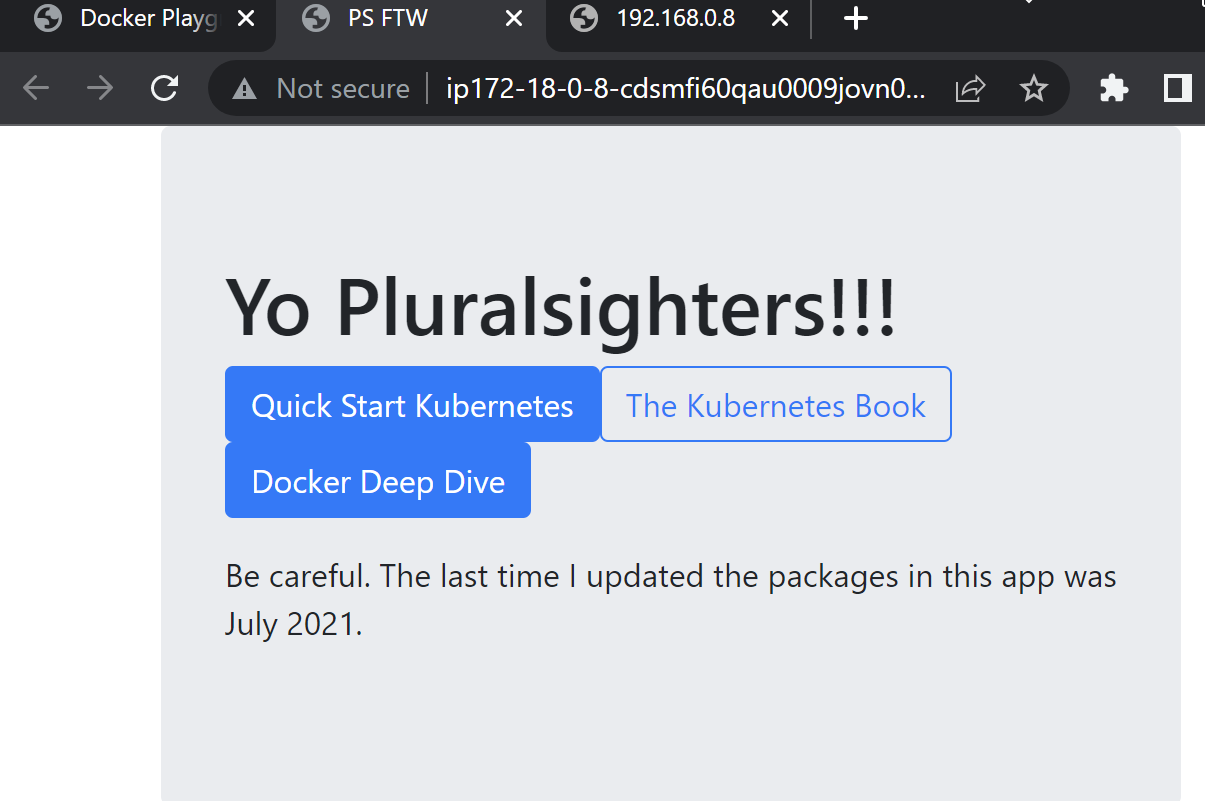 Docker Playg
PS FTW
192.168.0.8
Not secure
ip172-18-0-8-cdsmfi60qau0009jovn0...
Yo Pluralsighters!!!
Quick Start Kubernetes
The Kubernetes Book
Docker Deep Dive
Be careful. The last time I updated the packages in this app was
July 2021.